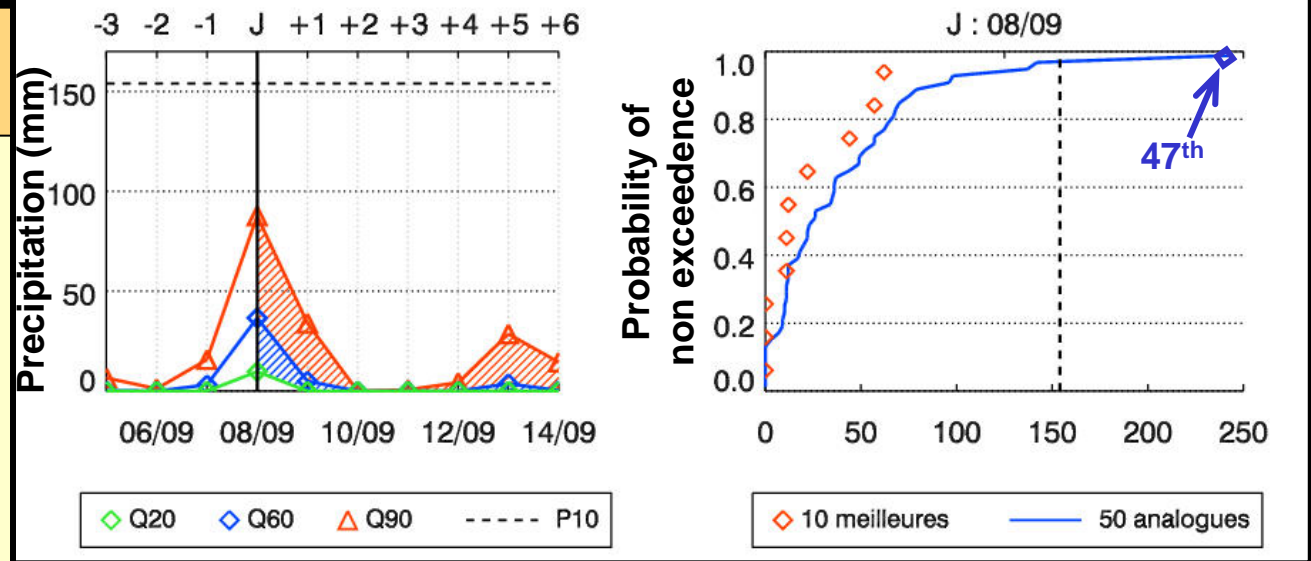 -3 -2 -1 J +1 +2 +3 +4 +5 +6
Precipitation (mm)
150
100
50
0
06/09 08/09 10/09 12/09 14/09
Q20 Q60 Q90 P10
J : 08/09
Probability of
non exceedence
1.0
0.8
0.6
0.4
0.2
0.0
47th
0 50 100 150 200 250
10 meilleures 50 analogues